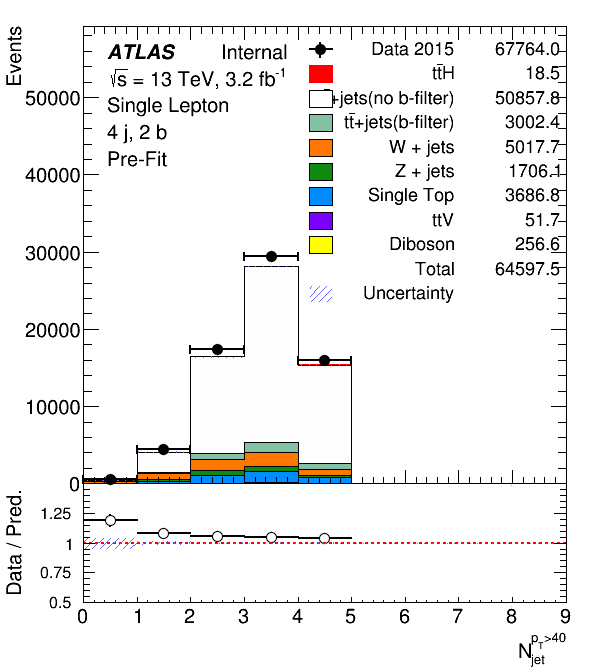 Events
ATLAS Internal
√s = 13 TeV, 3.2 fb-1
Single Lepton
4 j, 2 b
Pre-Fit
Data 2015 67764.0
tt̄H 18.5
+jets(no b-filter) 50857.8
tt̄+jets(b-filter) 3002.4
W + jets 5017.7
Z + jets 1706.1
Single Top 3686.8
ttV 51.7
Diboson 256.6
Total 64597.5
Uncertainty
50000
40000
30000
20000
10000
0
Data / Pred.
1.25
1
0.75
0.5
0 1 2 3 4 5 6 7 8 9
N jet pT>40